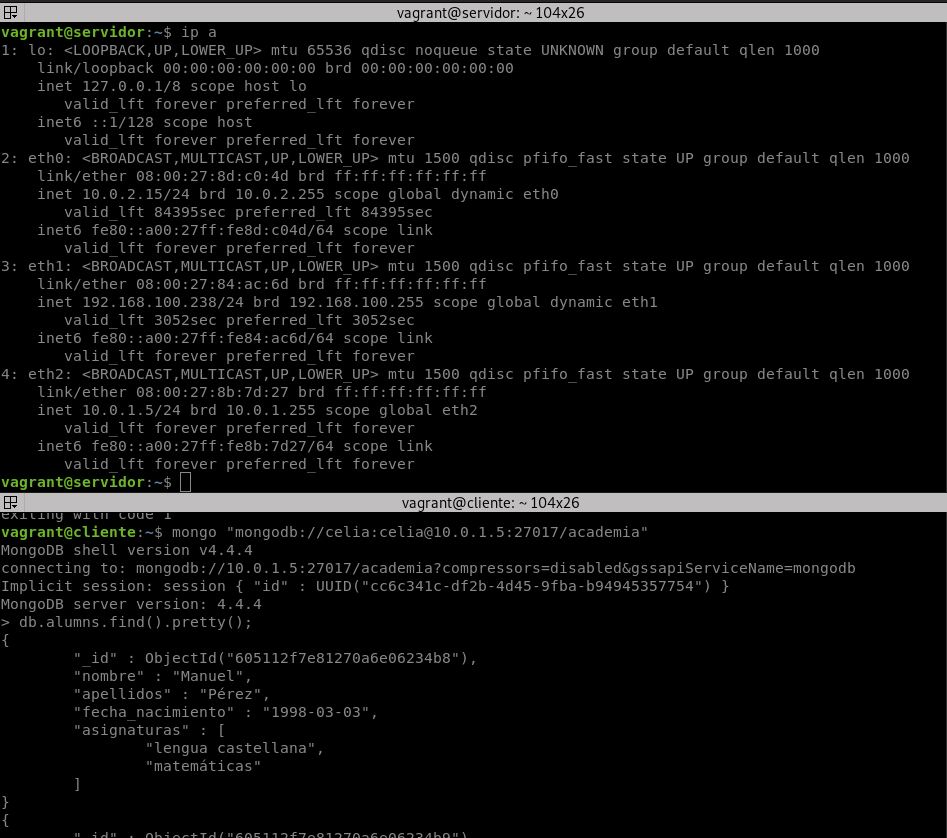 vagrant@servidor: ~ 104x26
vagrant@servidor:~$ ip a
1: lo: <LOOPBACK,UP,LOWER_UP> mtu 65536 qdisc noqueue state UNKNOWN group default qlen 1000
    link/loopback 00:00:00:00:00:00 brd 00:00:00:00:00:00
    inet 127.0.0.1/8 scope host lo
       valid_lft forever preferred_lft forever
    inet6 ::1/128 scope host
       valid_lft forever preferred_lft forever
2: eth0: <BROADCAST,MULTICAST,UP,LOWER_UP> mtu 1500 qdisc pfifo_fast state UP group default qlen 1000
    link/ether 08:00:27:8d:c0:4d brd ff:ff:ff:ff:ff:ff
    inet 10.0.2.15/24 brd 10.0.2.255 scope global dynamic eth0
       valid_lft 84395sec preferred_lft 84395sec
    inet6 fe80::a00:27ff:fe8d:c04d/64 scope link
       valid_lft forever preferred_lft forever
3: eth1: <BROADCAST,MULTICAST,UP,LOWER_UP> mtu 1500 qdisc pfifo_fast state UP group default qlen 1000
    link/ether 08:00:27:84:ac:6d brd ff:ff:ff:ff:ff:ff
    inet 192.168.100.238/24 brd 192.168.100.255 scope global dynamic eth1
       valid_lft 3052sec preferred_lft 3052sec
    inet6 fe80::a00:27ff:fe84:ac6d/64 scope link
       valid_lft forever preferred_lft forever
4: eth2: <BROADCAST,MULTICAST,UP,LOWER_UP> mtu 1500 qdisc pfifo_fast state UP group default qlen 1000
    link/ether 08:00:27:8b:7d:27 brd ff:ff:ff:ff:ff:ff
    inet 10.0.1.5/24 brd 10.0.1.255 scope global eth2
       valid_lft forever preferred_lft forever
    inet6 fe80::a00:27ff:fe8b:7d27/64 scope link
       valid_lft forever preferred_lft forever
vagrant@servidor:~$
vagrant@cliente: ~ 104x26
exiting with code 1
vagrant@cliente:~$ mongo "mongodb://celia:celia@10.0.1.5:27017/academia"
MongoDB shell version v4.4.4
connecting to: mongodb://10.0.1.5:27017/academia?compressors=disabled&gssapiServiceName=mongodb
Implicit session: session { "id" : UUID("cc6c341c-df2b-4d45-9fba-b94945357754") }
MongoDB server version: 4.4.4
> db.alumns.find().pretty();
{
        "_id" : ObjectId("605112f7e81270a6e06234b8"),
        "nombre" : "Manuel",
        "apellidos" : "Pérez",
        "fecha_nacimiento" : "1998-03-03",
        "asignaturas" : [
                "lengua castellana",
                "matemáticas"
        ]
}
{
        "_id" : ObjectId("605112f7e81270a6e06234b9"),